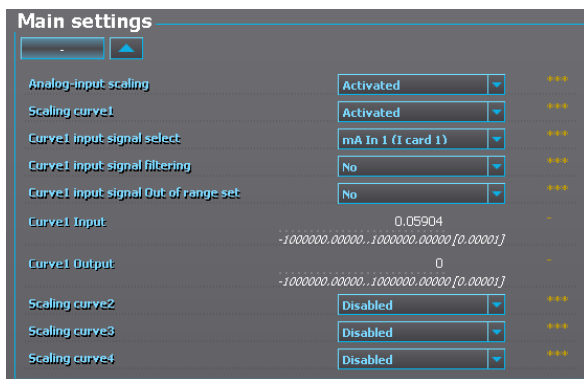 Main settings
-
Analog-input scaling Activated ***
Scaling curve1 Activated ***
Curve1 input signal select mA In 1 (I card 1) ***
Curve1 input signal filtering No ***
Curve1 input signal Out of range set No ***
Curve1 Input 0.05904 -
-1000000.00000..1000000.00000 [0.00001]
Curve1 Output 0 -
-1000000.00000..1000000.00000 [0.00001]
Scaling curve2 Disabled ***
Scaling curve3 Disabled ***
Scaling curve4 Disabled ***